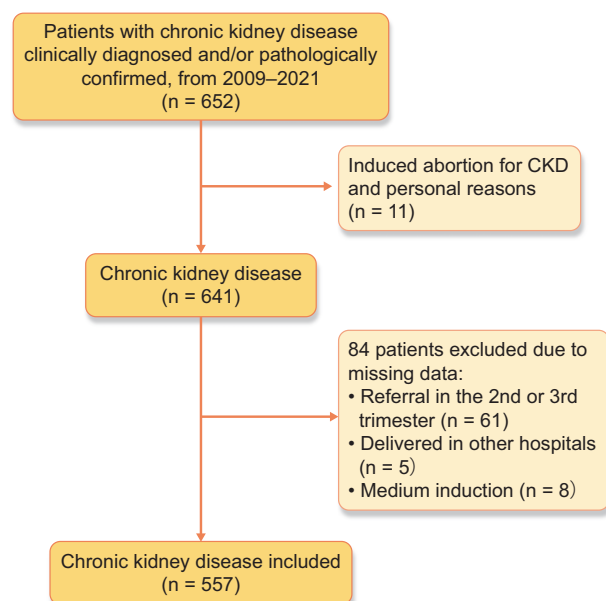 Patients with chronic kidney disease
clinically diagnosed and/or pathologically
confirmed, from 2009–2021
(n = 652)
Induced abortion for CKD
and personal reasons
(n = 11)
Chronic kidney disease
(n = 641)
84 patients excluded due to
missing data:
• Referral in the 2nd or 3rd
trimester (n = 61)
• Delivered in other hospitals
(n = 5）
• Medium induction (n = 8）
Chronic kidney disease included
(n = 557)